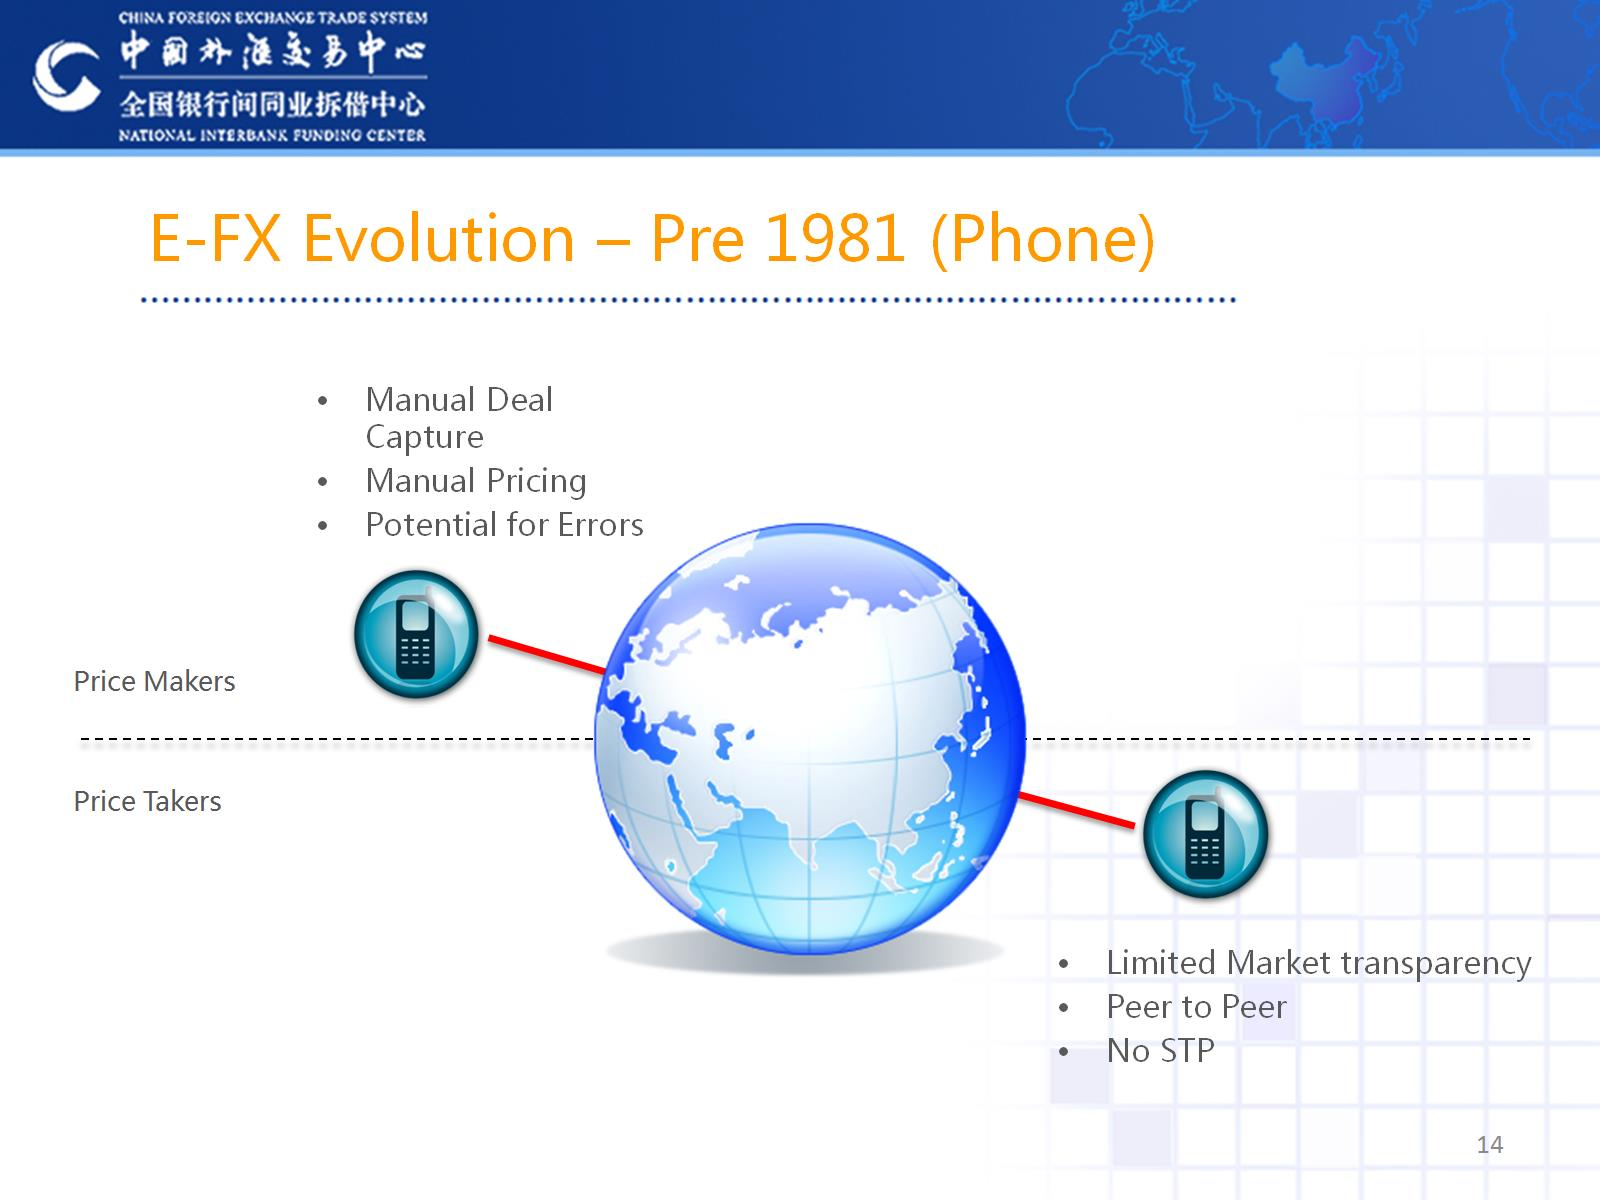 CHINA FOREIGN EXCHANGE TRADE SYSTEM
中国外汇交易中心
全国银行间同业拆借中心
NATIONAL INTERBANK FUNDING CENTER
E-FX Evolution – Pre 1981 (Phone)
• Manual Deal
Capture
• Manual Pricing
• Potential for Errors
Price Makers
Price Takers
• Limited Market transparency
• Peer to Peer
• No STP
14